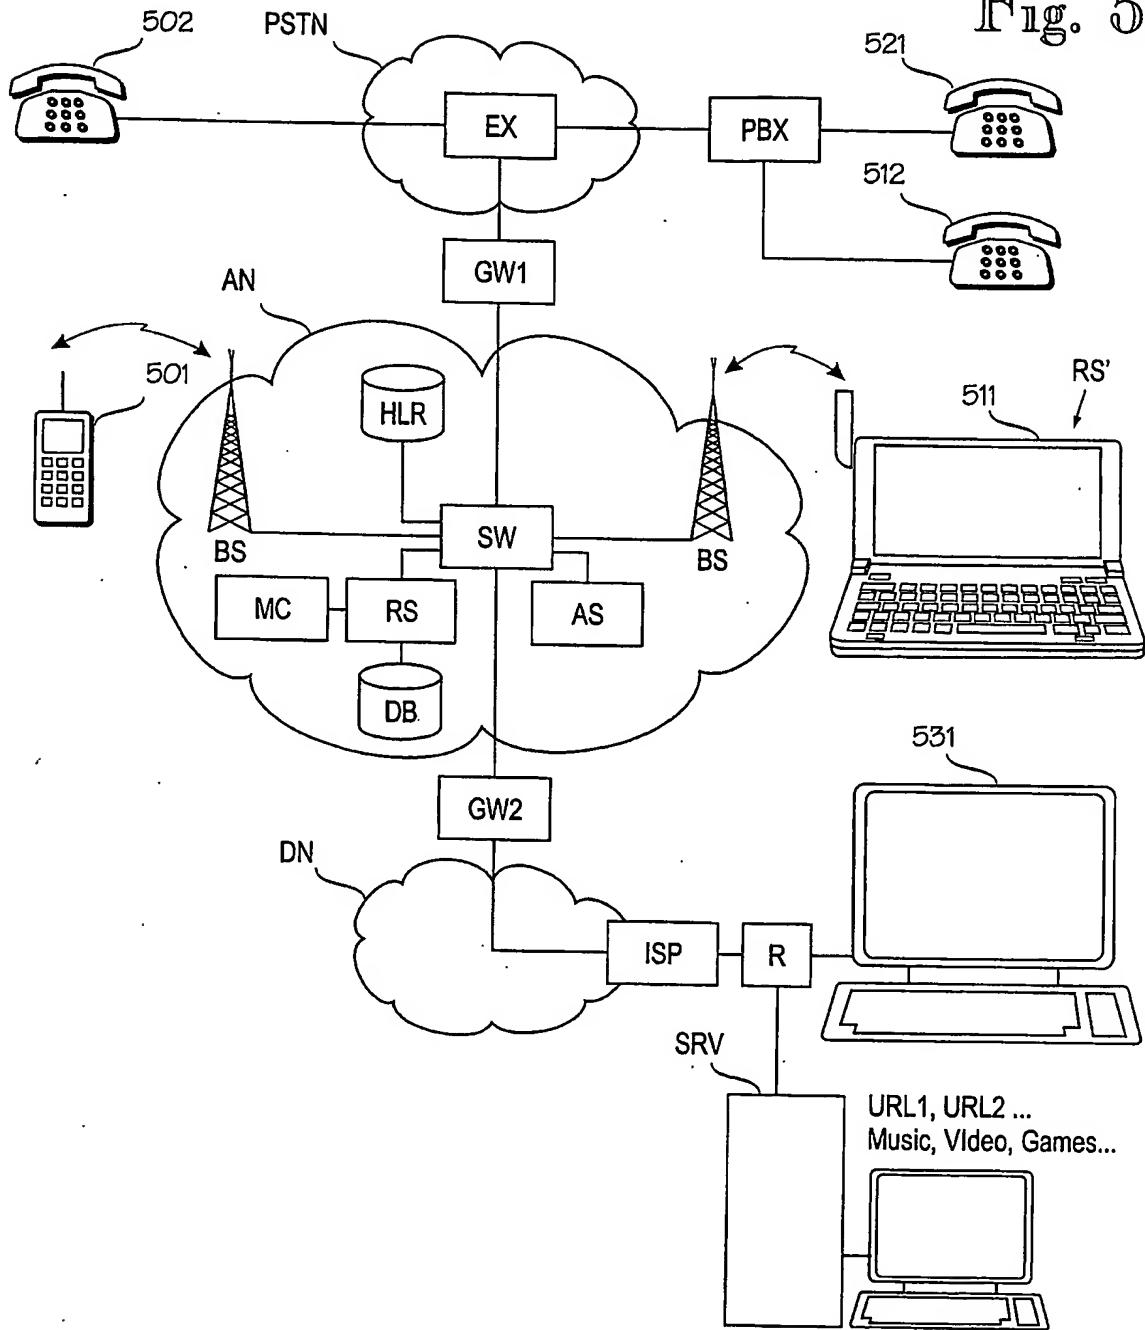 Fig. 5
502
PSTN
521
EX
PBX
512
GW1
AN
501
HLR
511
RS'
SW
BS
BS
MC
RS
AS
DB
GW2
531
DN
ISP
R
SRV
URL1, URL2 ...
Music, VIdeo, Games...